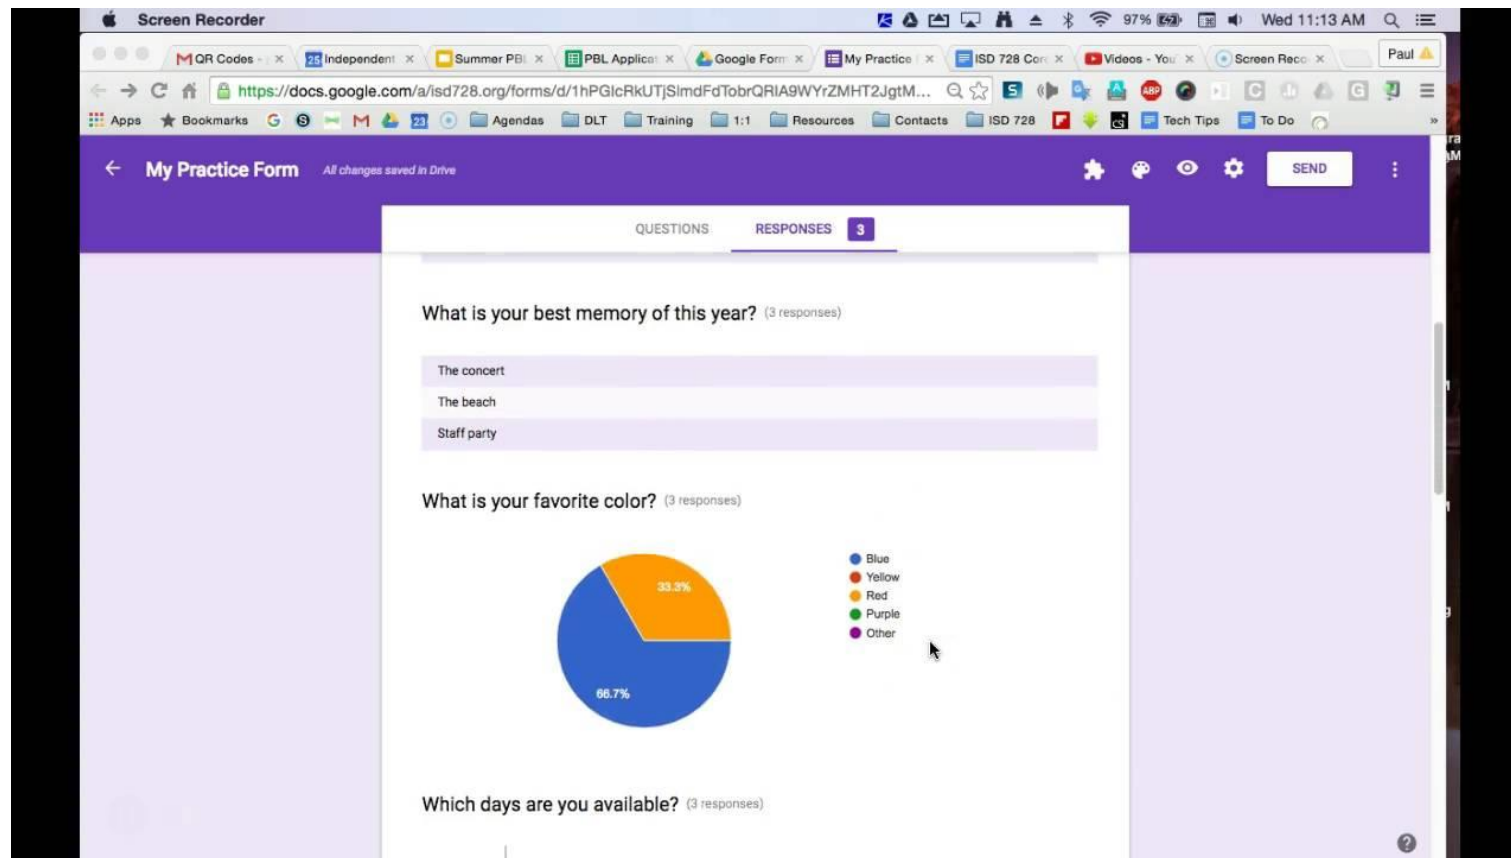 Screen Recorder
97%
Wed 11:13 AM
QR Codes -
25
Independent
Summer PBL
PBL Applicat
Google Form
My Practice
ISD 728 Cor
Videos - You
Screen Reco
Paul
https://docs.google.com/a/isd728.org/forms/d/1hPGlcRkUTjSlmdFdTobrQRIA9WYrZMHT2JgtM...
S
ABP
Apps
Bookmarks
G
S
M
23
Agendas
DLT
Training
1:1
Resources
Contacts
ISD 728
Tech Tips
To Do
»
My Practice Form
All changes saved in Drive
SEND
QUESTIONS
RESPONSES
3
What is your best memory of this year? (3 responses)
The concert
The beach
Staff party
What is your favorite color? (3 responses)
33.3%
66.7%
Blue
Yellow
Red
Purple
Other
Which days are you available? (3 responses)
?